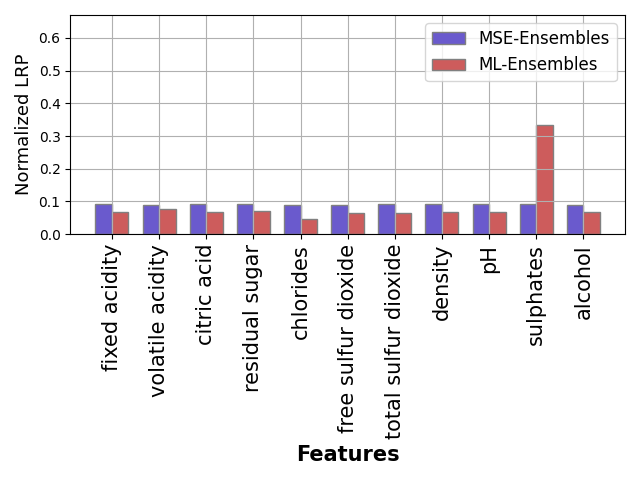 MSE-Ensembles
ML-Ensembles
Normalized LRP
0.6
0.5
0.4
0.3
0.2
0.1
0.0
fixed acidity
volatile acidity
citric acid
residual sugar
chlorides
free sulfur dioxide
total sulfur dioxide
density
pH
sulphates
alcohol
Features